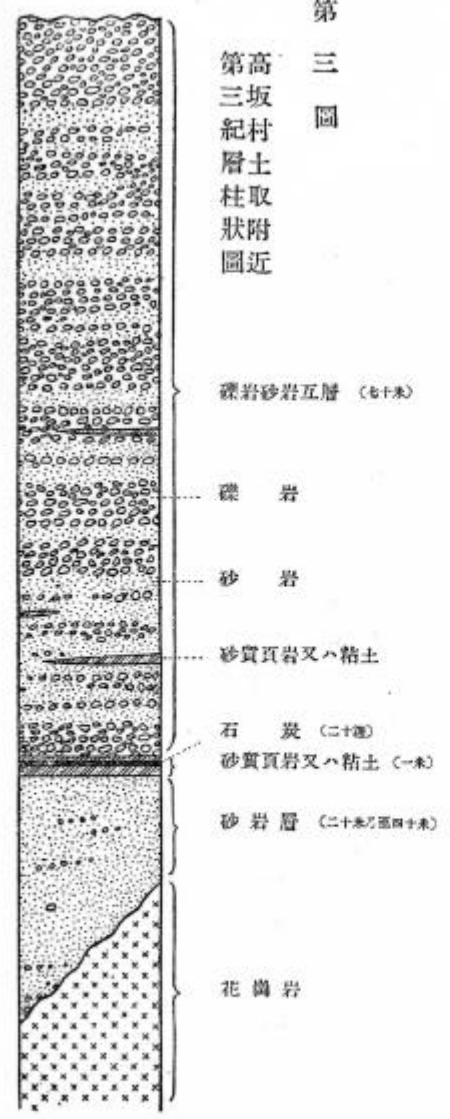 第三圖
高坂村土取附近
第三紀層柱狀圖
礫岩砂岩互層（七十米）
礫岩
砂岩
砂質頁岩又ハ粘土
石炭（二十糎）
砂質頁岩又ハ粘土（一米）
砂岩層（二十米乃至四十米）
花崗岩